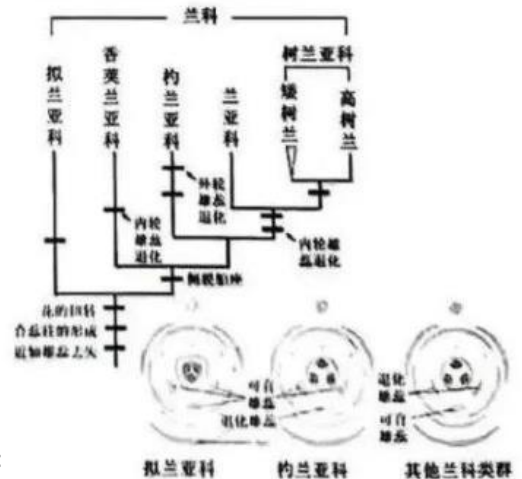 兰科
树兰亚科
拟兰亚科
香荚兰亚科
杓兰亚科
兰亚科
矮树兰
高树兰
外轮
雄蕊
退化
内轮
雄蕊
退化
内轮雄
蕊退化
侧膜胎座
花的扭转
合蕊柱的形成
近轴雄蕊丢失
可育
雄蕊
退化雄蕊
退化
雄蕊
可育
雄蕊
拟兰亚科
杓兰亚科
其他兰科类群